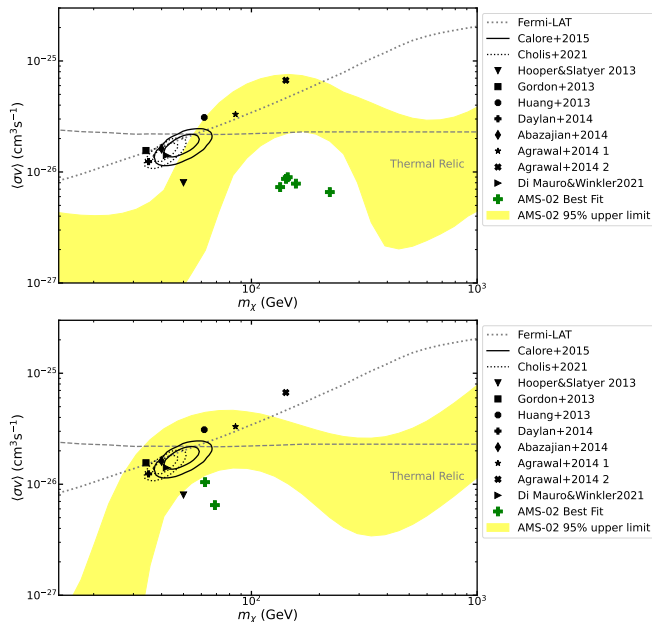 10⁻²⁵
10⁻²⁶
10⁻²⁷
⟨σv⟩ (cm³s⁻¹)
Thermal Relic
10²
10³
mχ (GeV)
Fermi-LAT
Calore+2015
Cholis+2021
Hooper&Slatyer 2013
Gordon+2013
Huang+2013
Daylan+2014
Abazajian+2014
Agrawal+2014 1
Agrawal+2014 2
Di Mauro&Winkler2021
AMS-02 Best Fit
AMS-02 95% upper limit
10⁻²⁵
10⁻²⁶
10⁻²⁷
⟨σv⟩ (cm³s⁻¹)
Thermal Relic
10²
10³
mχ (GeV)
Fermi-LAT
Calore+2015
Cholis+2021
Hooper&Slatyer 2013
Gordon+2013
Huang+2013
Daylan+2014
Abazajian+2014
Agrawal+2014 1
Agrawal+2014 2
Di Mauro&Winkler2021
AMS-02 Best Fit
AMS-02 95% upper limit